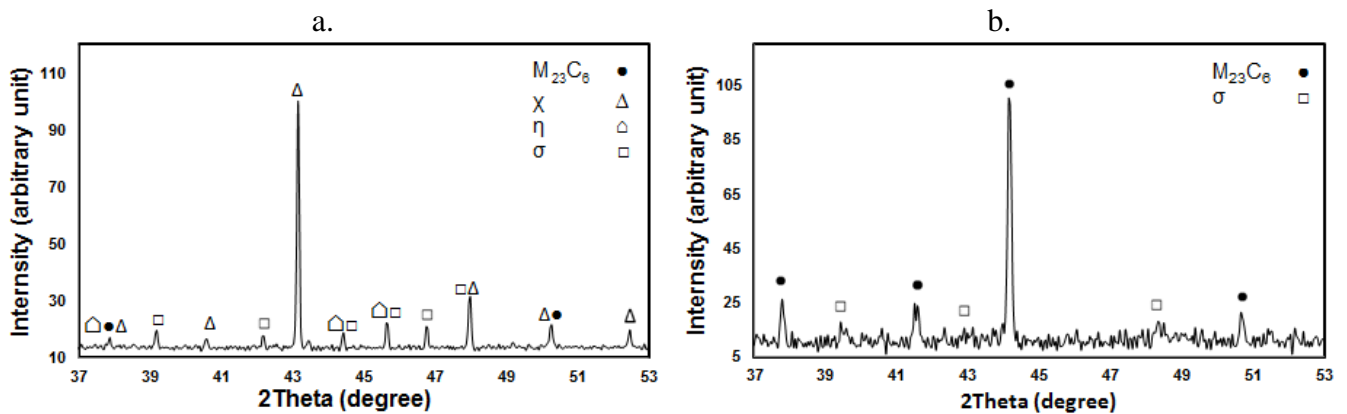 a.
Internsity (arbitrary unit)
110
90
70
50
30
10
M₂₃C₆ ●
χ Δ
η ⌂
σ □
Δ
⌂ ● Δ
□
Δ
□
⌂ □
⌂ □
□
□ Δ
Δ ●
Δ
37 39 41 43 45 47 49 51 53
2Theta (degree)
b.
Internsity (arbitrary unit)
105
85
65
45
25
5
M₂₃C₆ ●
σ □
●
●
□
●
□
□
●
37 39 41 43 45 47 49 51 53
2Theta (degree)